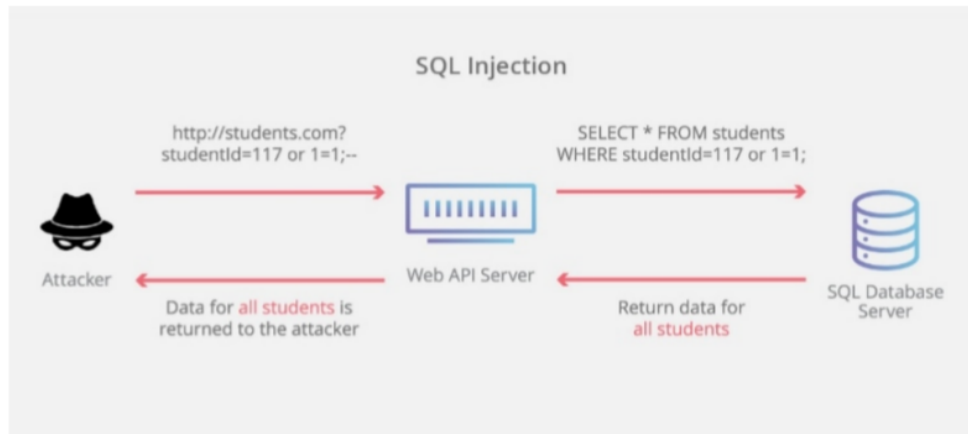 SQL Injection
http://students.com?
studentId=117 or 1=1;--
SELECT * FROM students
WHERE studentId=117 or 1=1;
Attacker
Web API Server
SQL Database
Server
Data for all students is
returned to the attacker
Return data for
all students